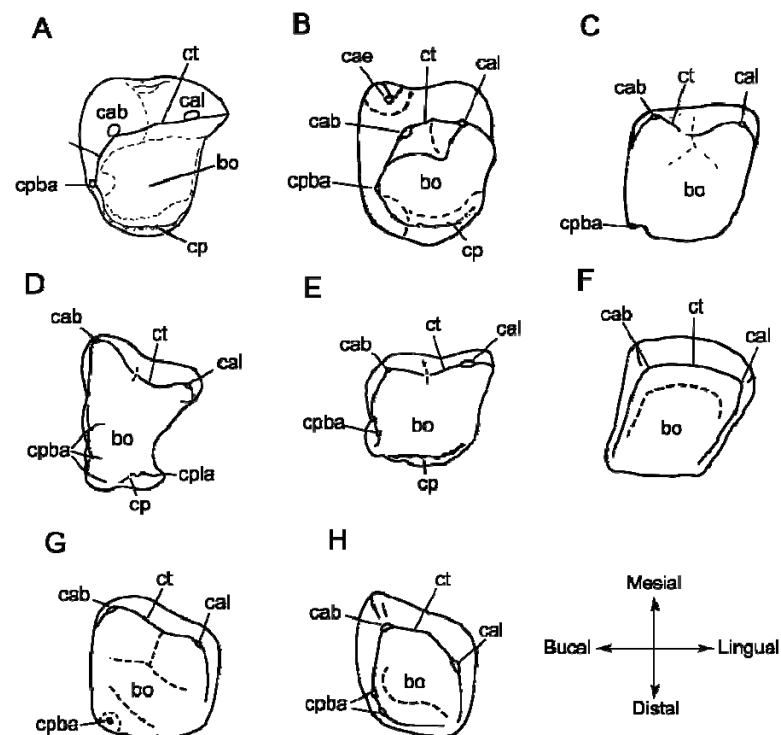 A
ct
cab
cal
bo
cpba
cp
B
cae
ct
cal
cab
cpba
bo
cp
C
cab
ct
cal
bo
cpba
D
cab
ct
cal
cpba
bo
cpla
cp
E
ct
cab
cal
cpba
bo
cp
F
ct
cab
cal
bo
G
cab
ct
cal
bo
cpba
H
ct
cab
cal
bo
cpba
Mesial
Bucal
Lingual
Distal